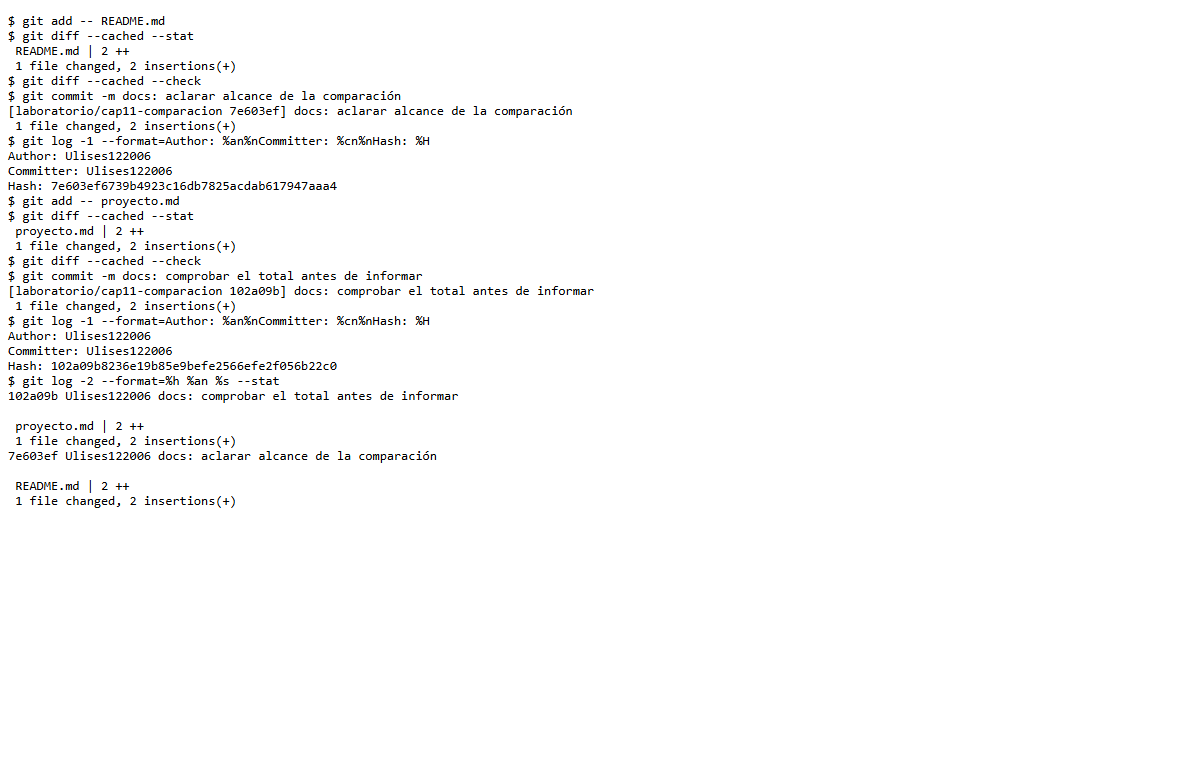 $ git add -- README.md
$ git diff --cached --stat
 README.md | 2 ++
 1 file changed, 2 insertions(+)
$ git diff --cached --check
$ git commit -m docs: aclarar alcance de la comparación
[laboratorio/cap11-comparacion 7e603ef] docs: aclarar alcance de la comparación
 1 file changed, 2 insertions(+)
$ git log -1 --format=Author: %an%nCommitter: %cn%nHash: %H
Author: Ulises122006
Committer: Ulises122006
Hash: 7e603ef6739b4923c16db7825acdab617947aaa4
$ git add -- proyecto.md
$ git diff --cached --stat
 proyecto.md | 2 ++
 1 file changed, 2 insertions(+)
$ git diff --cached --check
$ git commit -m docs: comprobar el total antes de informar
[laboratorio/cap11-comparacion 102a09b] docs: comprobar el total antes de informar
 1 file changed, 2 insertions(+)
$ git log -1 --format=Author: %an%nCommitter: %cn%nHash: %H
Author: Ulises122006
Committer: Ulises122006
Hash: 102a09b8236e19b85e9befe2566efe2f056b22c0
$ git log -2 --format=%h %an %s --stat
102a09b Ulises122006 docs: comprobar el total antes de informar

 proyecto.md | 2 ++
 1 file changed, 2 insertions(+)
7e603ef Ulises122006 docs: aclarar alcance de la comparación

 README.md | 2 ++
 1 file changed, 2 insertions(+)